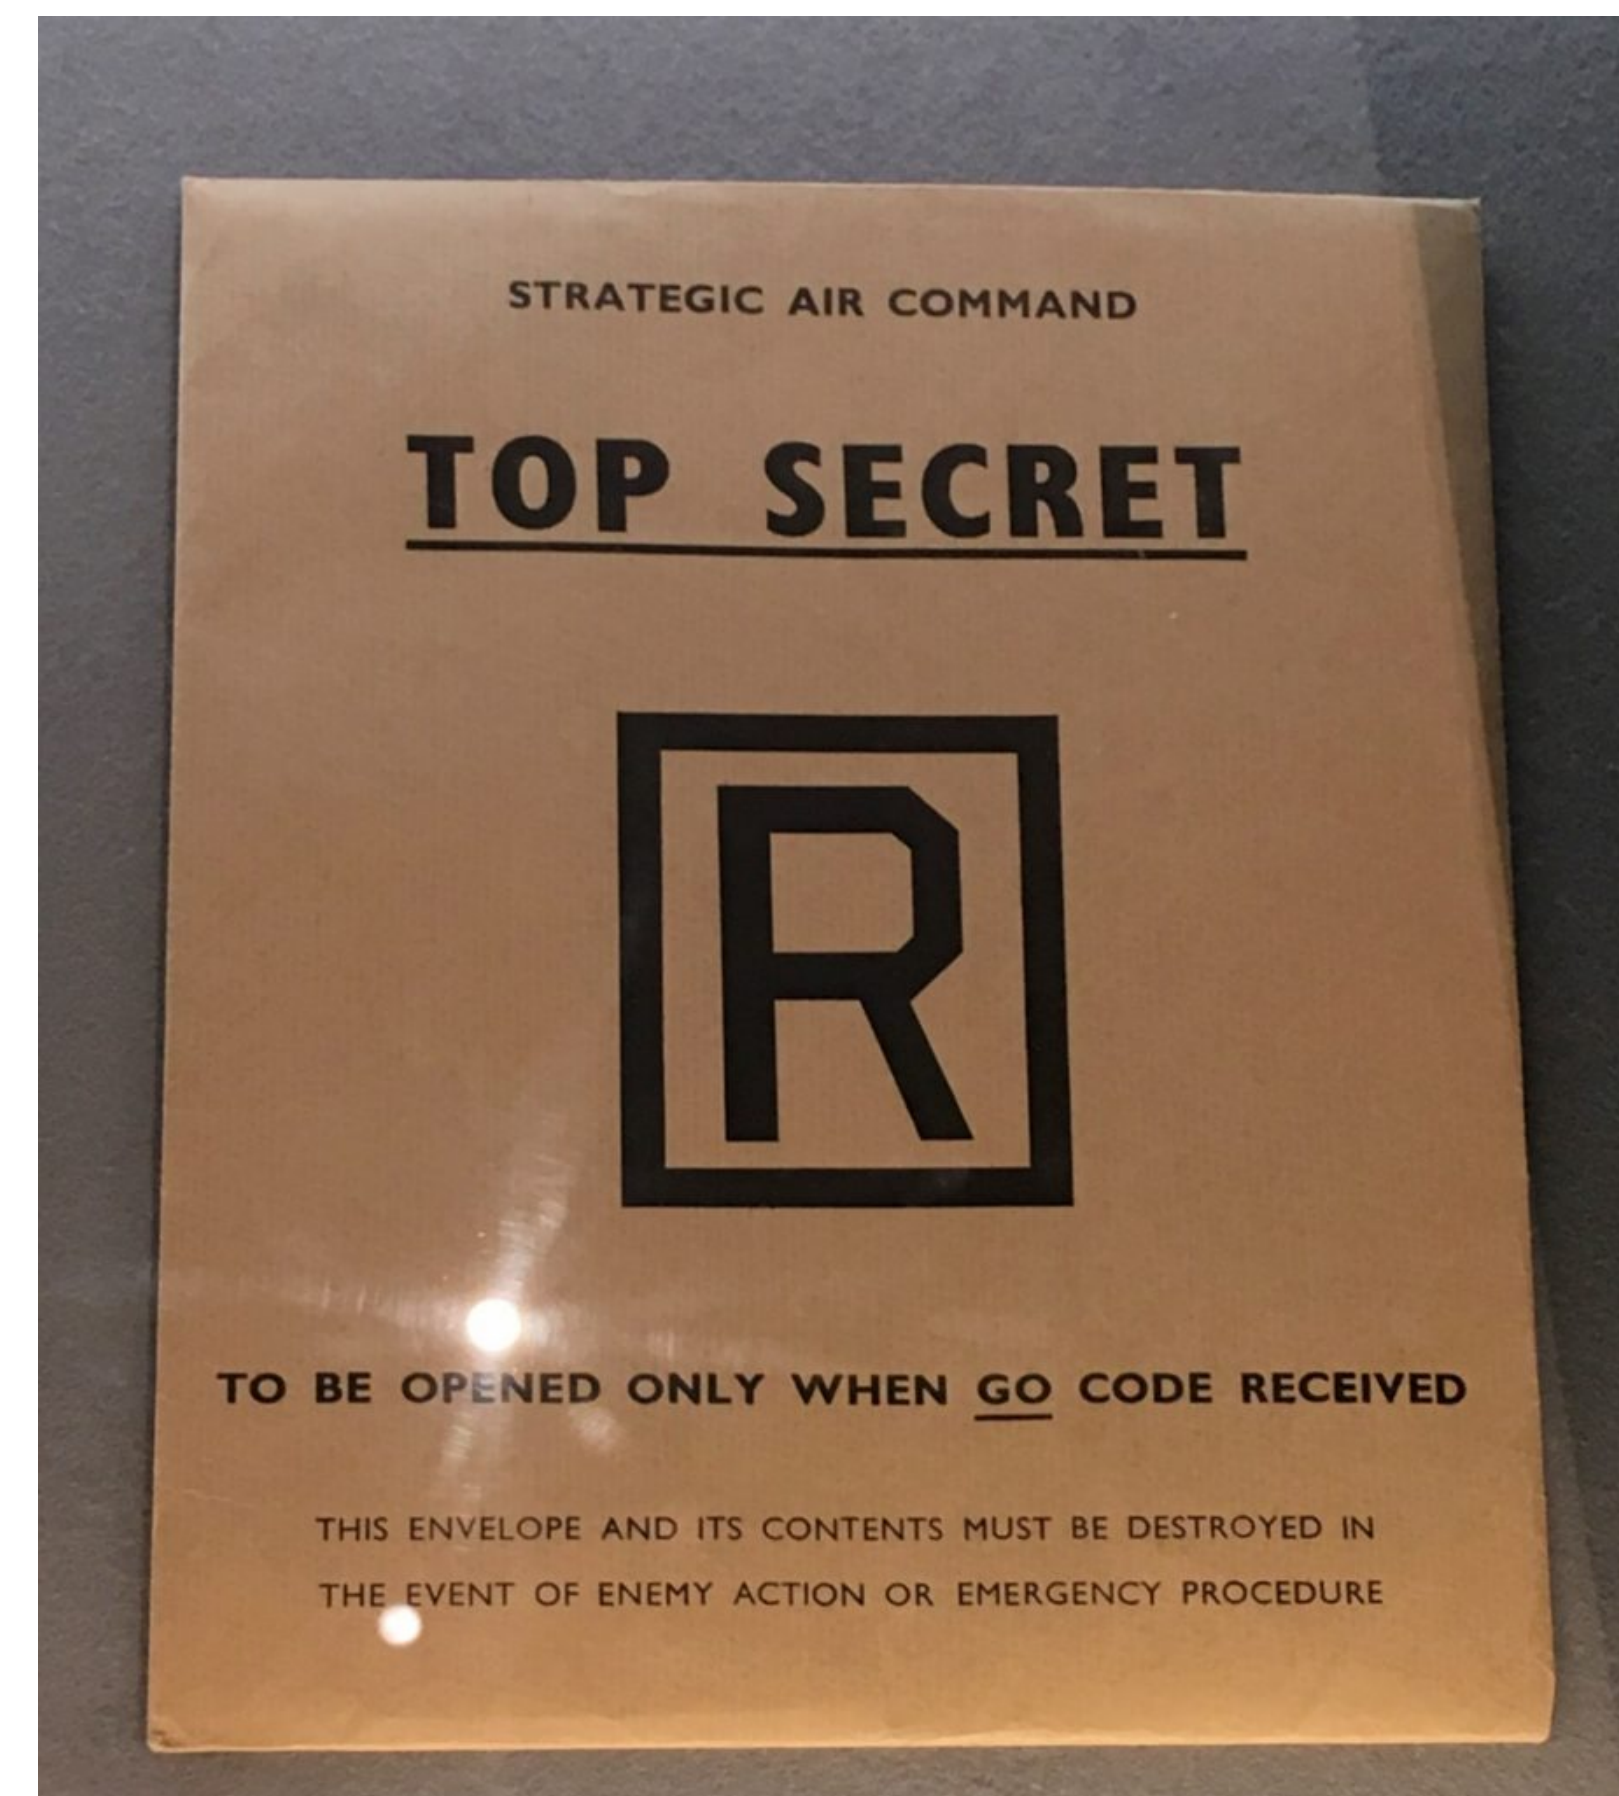 STRATEGIC AIR COMMAND
TOP SECRET
R
TO BE OPENED ONLY WHEN GO CODE RECEIVED
THIS ENVELOPE AND ITS CONTENTS MUST BE DESTROYED IN
THE EVENT OF ENEMY ACTION OR EMERGENCY PROCEDURE